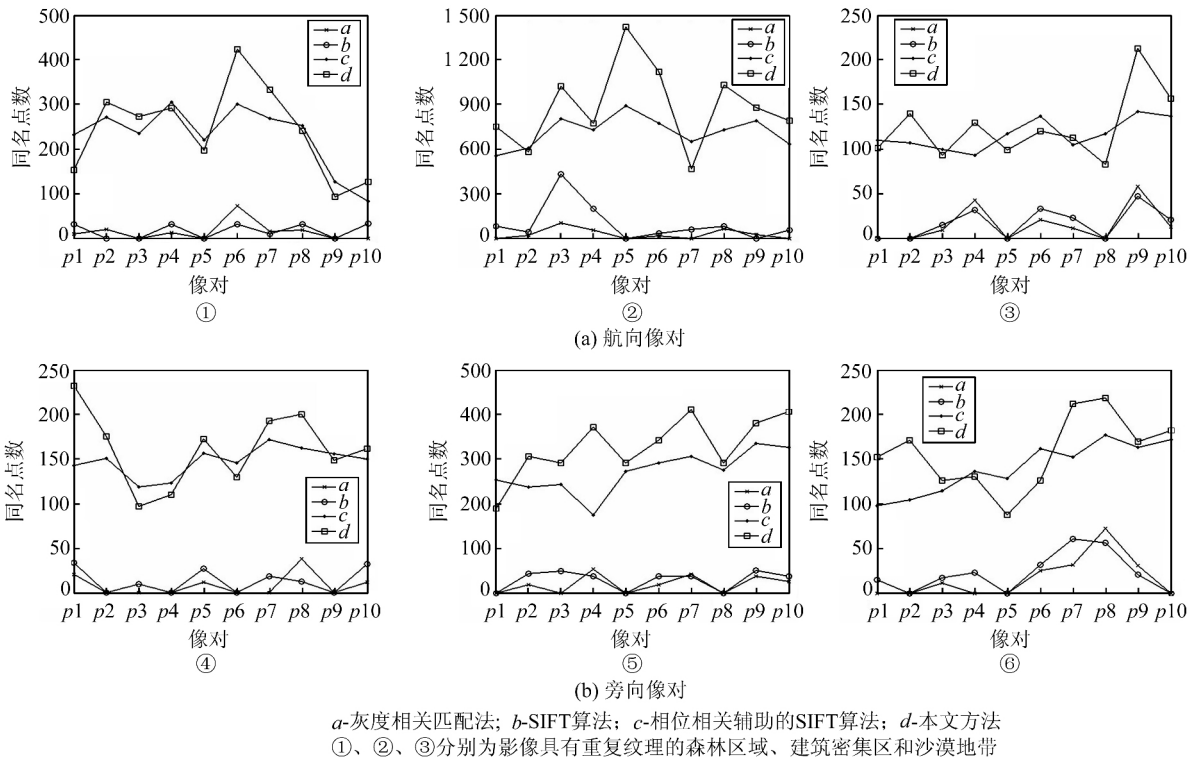 500
400
300
200
100
0
同名点数
a
b
c
d
p1 p2 p3 p4 p5 p6 p7 p8 p9 p10
像对
①
1 500
1 200
900
600
300
0
同名点数
a
b
c
d
p1 p2 p3 p4 p5 p6 p7 p8 p9 p10
像对
②
250
200
150
100
50
0
同名点数
a
b
c
d
p1 p2 p3 p4 p5 p6 p7 p8 p9 p10
像对
③
(a) 航向像对
250
200
150
100
50
0
同名点数
a
b
c
d
p1 p2 p3 p4 p5 p6 p7 p8 p9 p10
像对
④
500
400
300
200
100
0
同名点数
a
b
c
d
p1 p2 p3 p4 p5 p6 p7 p8 p9 p10
像对
⑤
250
200
150
100
50
0
同名点数
a
b
c
d
p1 p2 p3 p4 p5 p6 p7 p8 p9 p10
像对
⑥
(b) 旁向像对
a-灰度相关匹配法; b-SIFT算法；c-相位相关辅助的SIFT算法；d-本文方法
①、②、③分别为影像具有重复纹理的森林区域、建筑密集区和沙漠地带